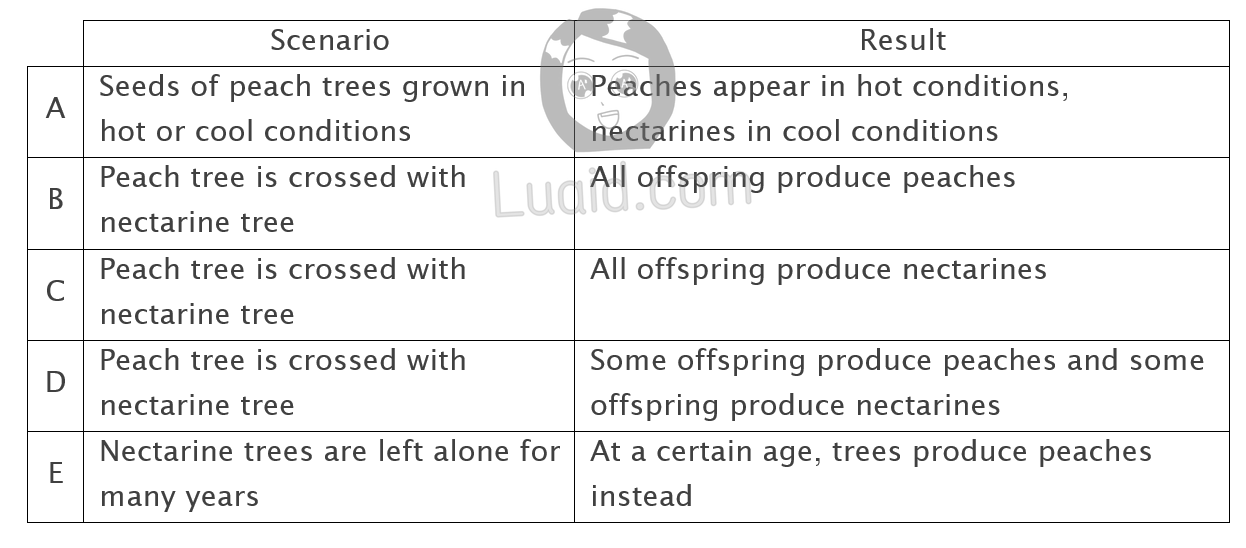 Scenario Result
A Seeds of peach trees grown in Peaches appear in hot conditions,
hot or cool conditions nectarines in cool conditions
B Peach tree is crossed with All offspring produce peaches
nectarine tree
C Peach tree is crossed with All offspring produce nectarines
nectarine tree
D Peach tree is crossed with Some offspring produce peaches and some
nectarine tree offspring produce nectarines
E Nectarine trees are left alone for At a certain age, trees produce peaches
many years instead
Luaid.com